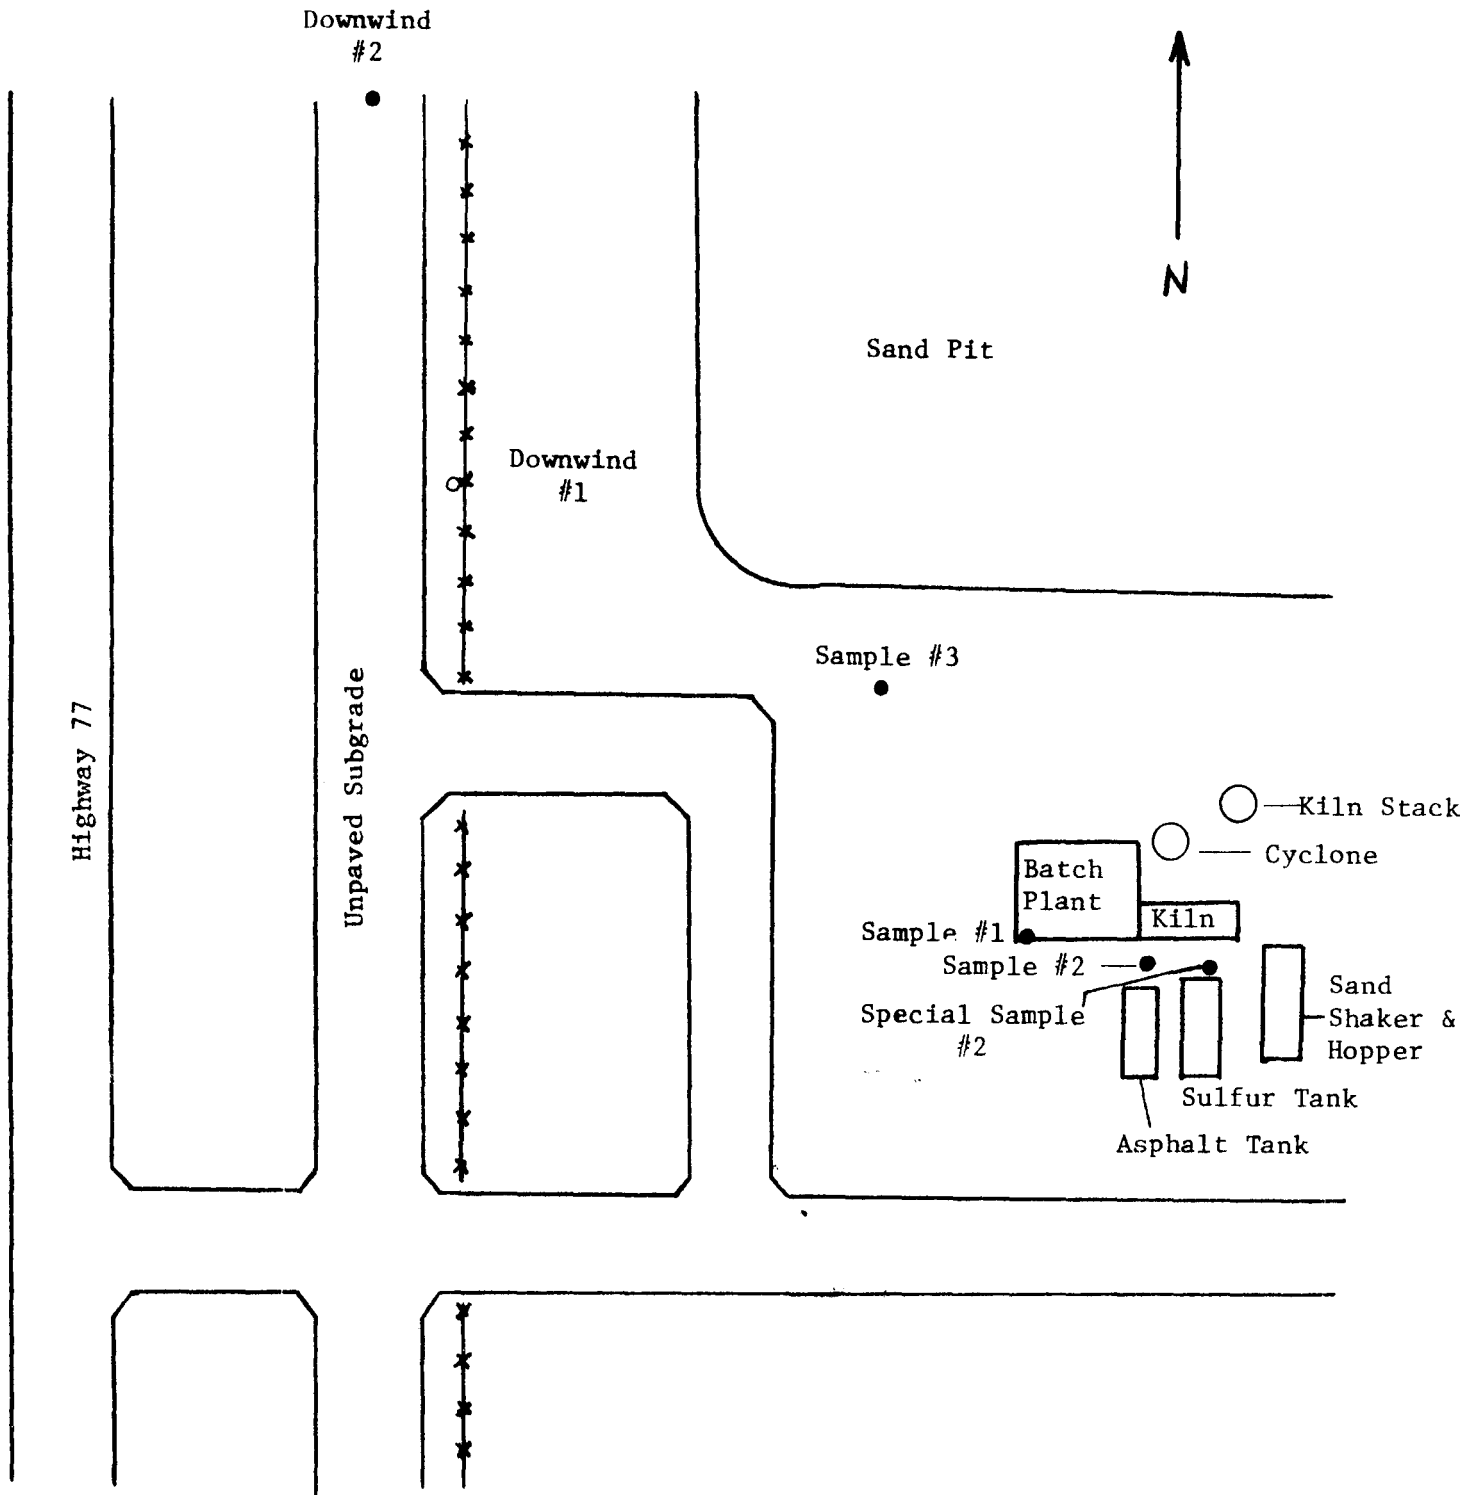 Downwind
#2
N
Sand Pit
Downwind
#1
Sample #3
Highway 77
Unpaved Subgrade
Kiln Stack
Cyclone
Batch
Plant
Kiln
Sample #1
Sample #2
Special Sample
#2
Sand
Shaker &
Hopper
Sulfur Tank
Asphalt Tank